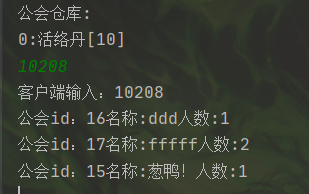 公会仓库:
0:活络丹[10]
10208
客户端输入：10208
公会id：16名称:ddd人数:1
公会id：17名称:fffff人数:2
公会id：15名称:葱鸭！人数:1